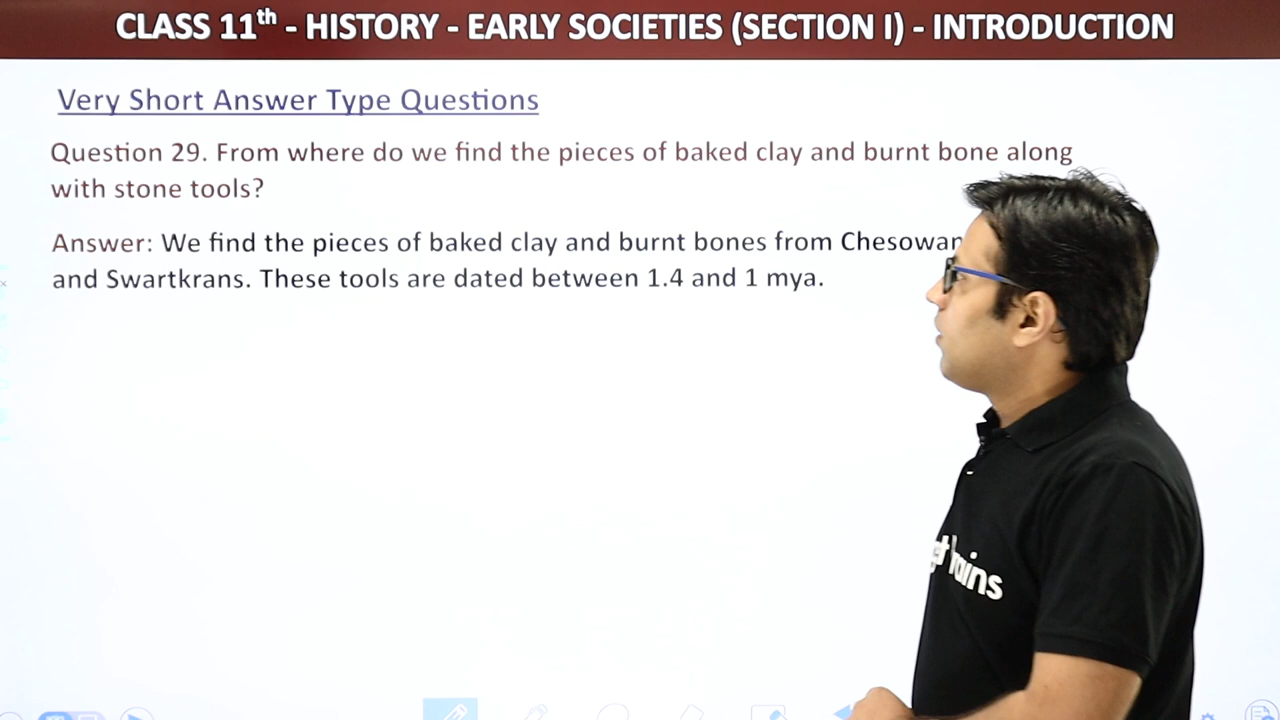 CLASS 11th - HISTORY - EARLY SOCIETIES (SECTION I) - INTRODUCTION
Very Short Answer Type Questions
Question 29. From where do we find the pieces of baked clay and burnt bone along
with stone tools?
Answer: We find the pieces of baked clay and burnt bones from
and Swartkrans. These tools are dated between 1.4 and 1 mya.